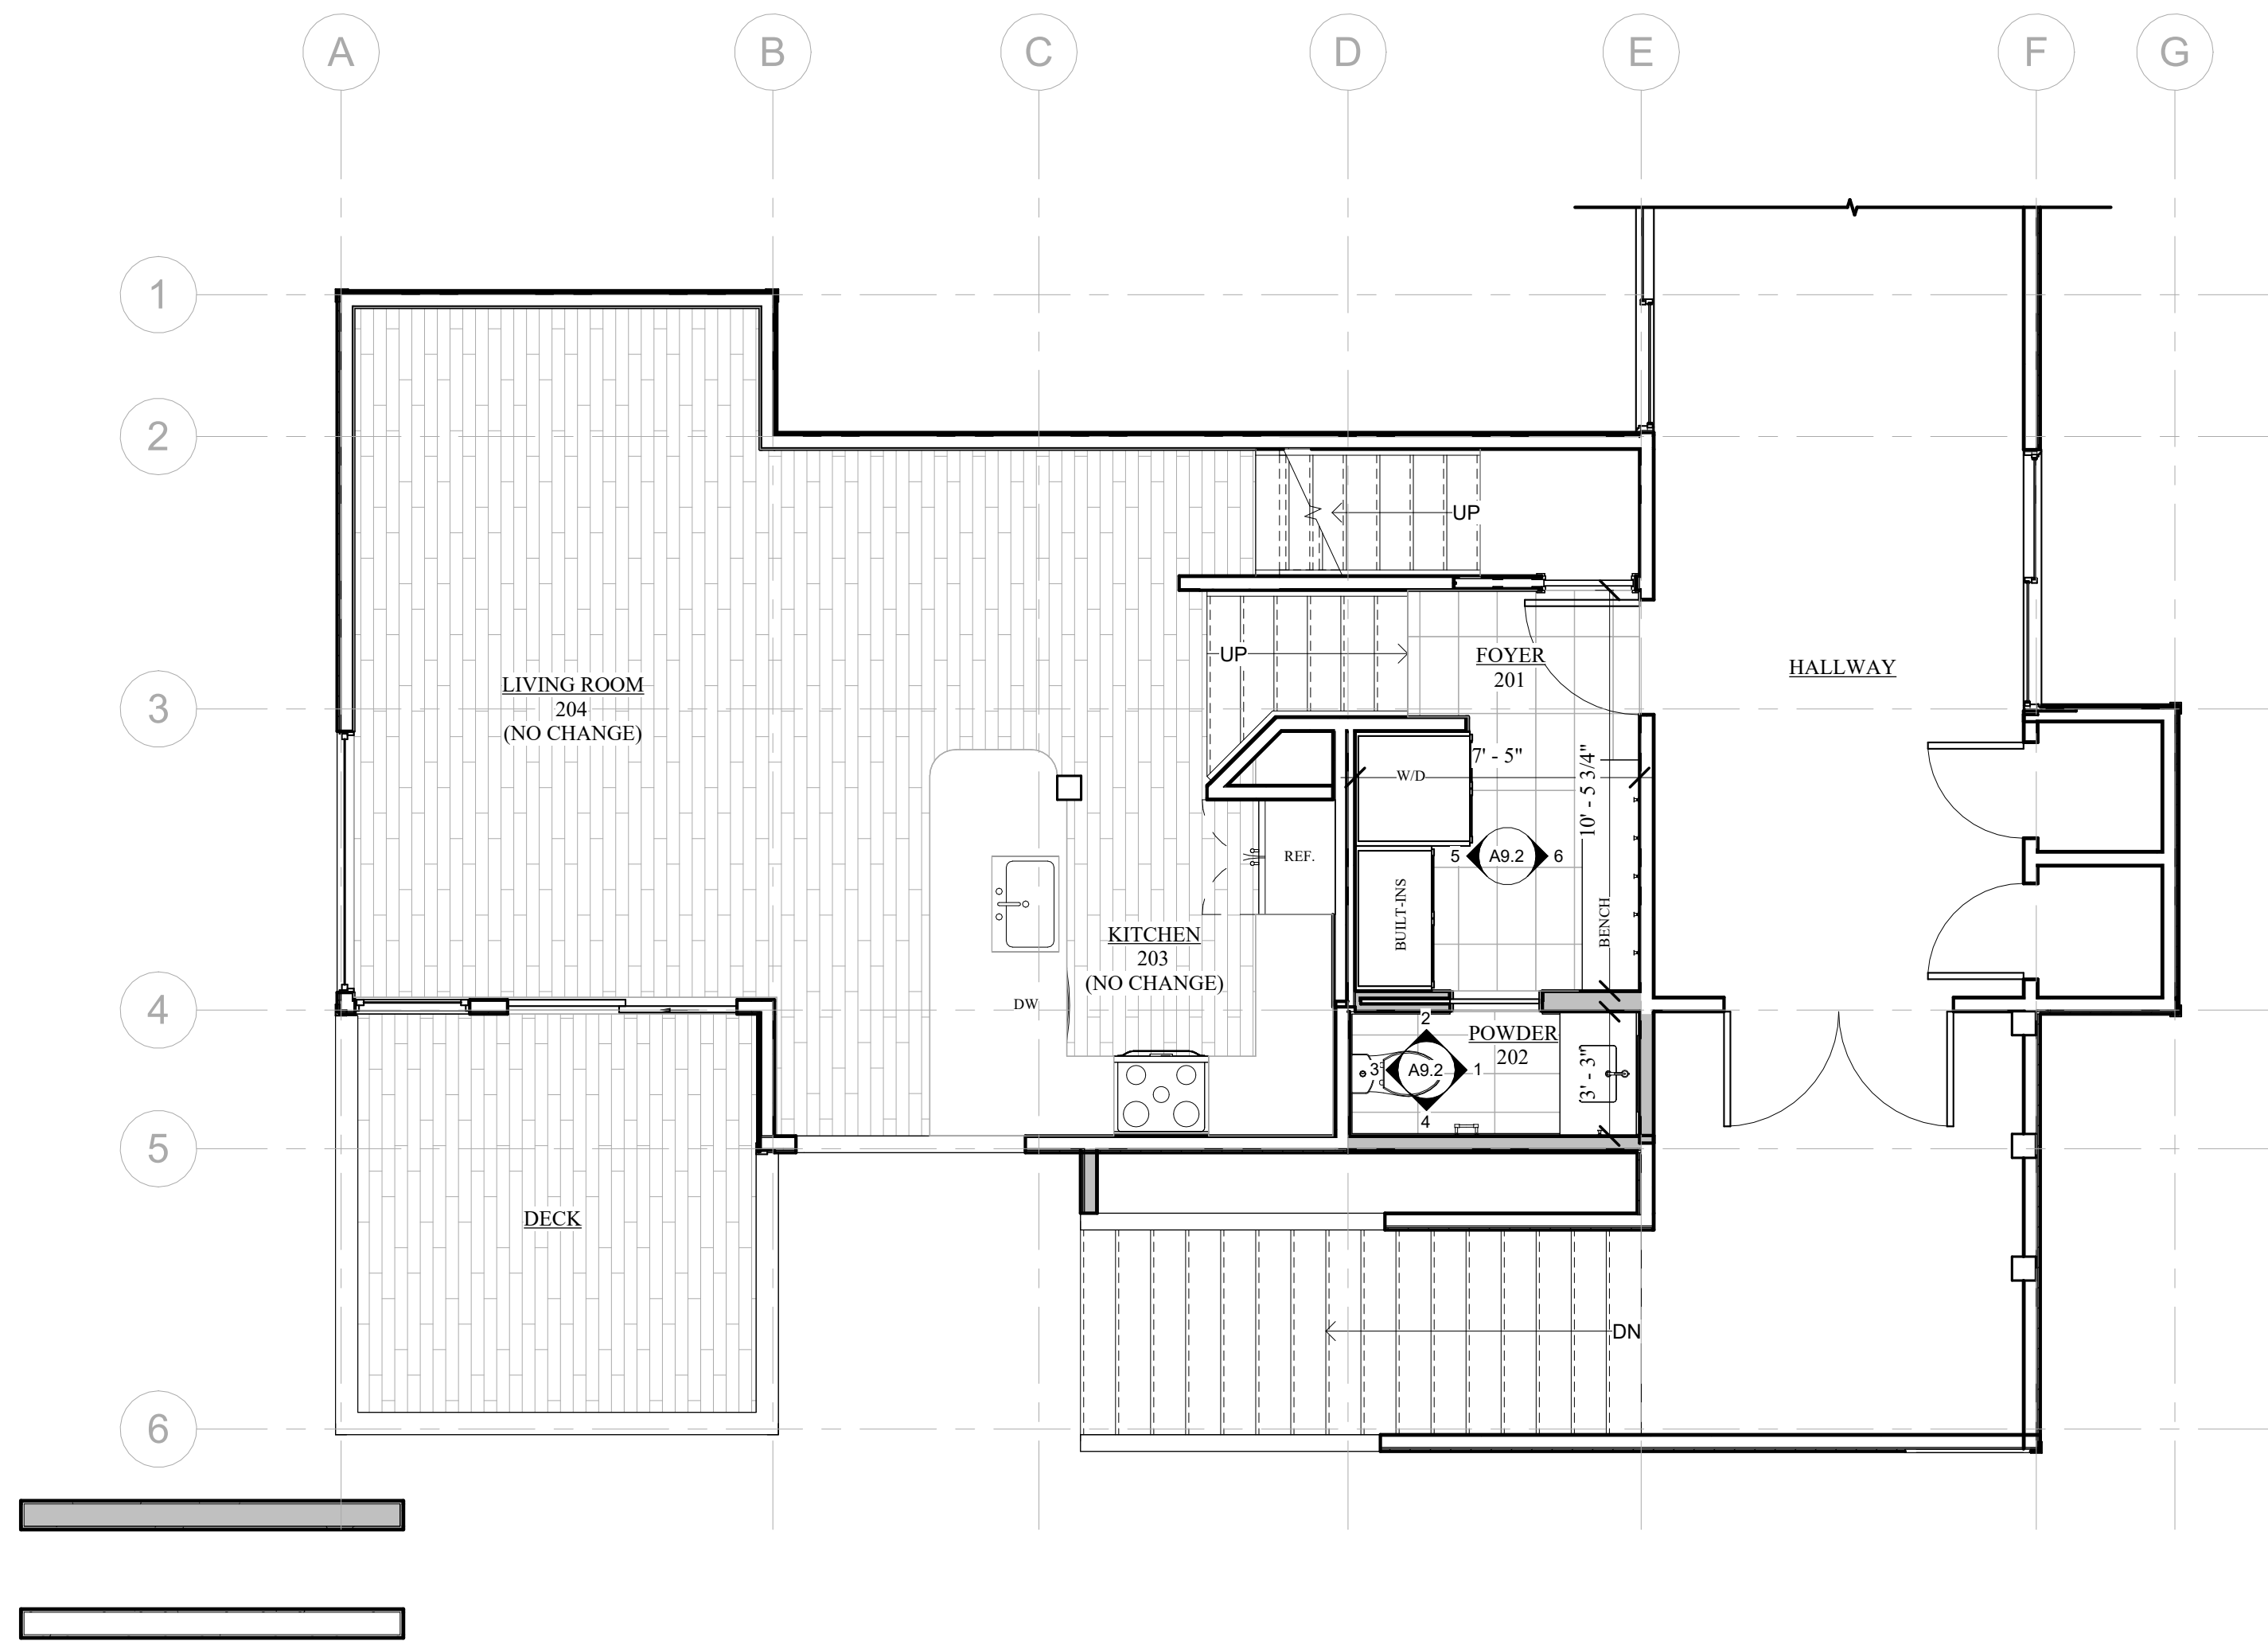 A
B
C
D
E
F
G
1
2
3
4
5
6
UP
UP
FOYER
201
HALLWAY
LIVING ROOM
204
(NO CHANGE)
7' - 5"
W/D
10' - 5 3/4"
REF.
5
A9.2
6
BUILT-INS
BENCH
KITCHEN
203
(NO CHANGE)
DW
2
POWDER
202
3
A9.2
1
3' - 3"
4
DECK
DN